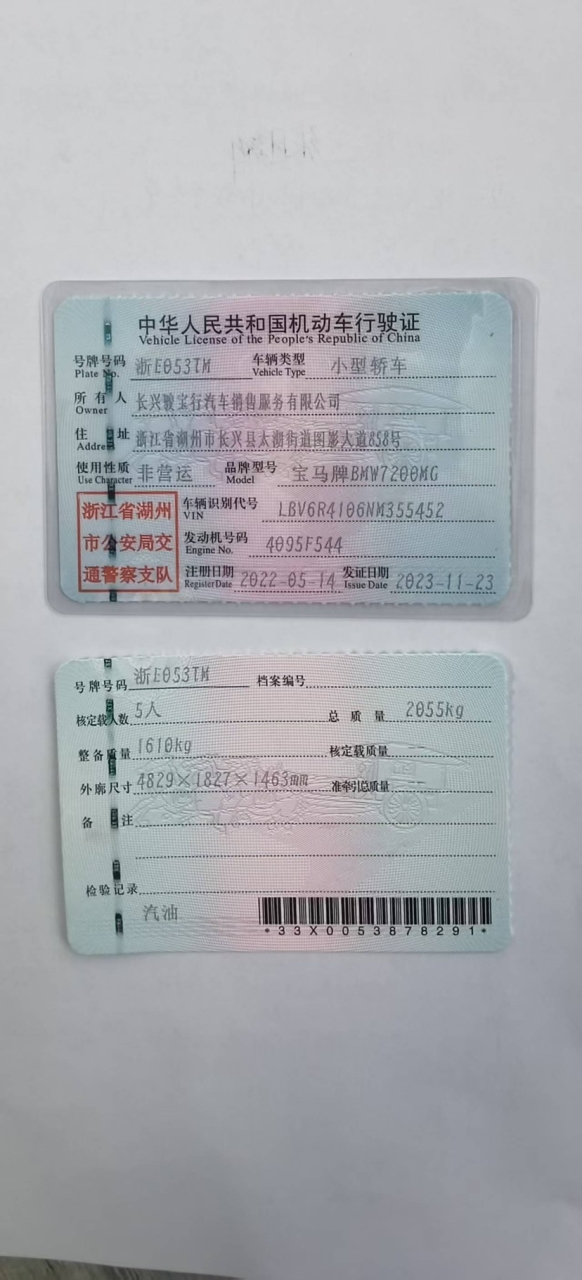 中华人民共和国机动车行驶证
Vehicle License of the People's Republic of China
号牌号码 浙E053TM 车辆类型 小型轿车
Plate No. Vehicle Type
所有人 长兴骏宝行汽车销售服务有限公司
Owner
住址 浙江省湖州市长兴县太湖街道图影大道858号
Address
使用性质 非营运 品牌型号 宝马牌BMW7200MG
Use Character Model
浙江省湖州 车辆识别代号 LBV6R4106NM355452
VIN
市公安局交 发动机号码 4095F544
Engine No.
通警察支队 注册日期 2022-05-14 发证日期 2023-11-23
Register Date Issue Date
号牌号码 浙E053TM 档案编号
核定载人数 5人 总质量 2055kg
整备质量 1610kg 核定载质量
外廓尺寸 4829×1827×1463mm 准牵引总质量
备注
检验记录
汽油
*33X0053878291*